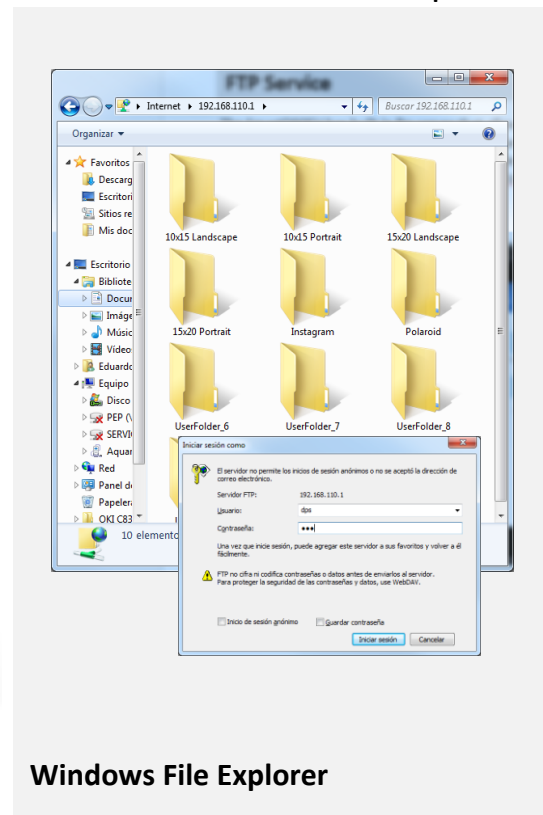 FTP Service
Internet ▸ 192.168.110.1 ▸
Buscar 192.168.110.1
Organizar
Favoritos
Descarg
Escritori
Sitios re
Mis doc
Escritorio
Bibliote
Docur
Imáge
Músic
Vídeo
Eduardo
Equipo
Disco
PEP (\
SERVI
Aquar
Red
Panel d
Papeler
OKI C83
10x15 Landscape
10x15 Portrait
15x20 Landscape
15x20 Portrait
Instagram
Polaroid
UserFolder_6
UserFolder_7
UserFolder_8
10 elemento
Iniciar sesión como
El servidor no permite los inicios de sesión anónimos o no se aceptó la dirección de
correo electrónico.
Servidor FTP: 192.168.110.1
Usuario: dps
Contraseña: •••
Una vez que inicie sesión, puede agregar este servidor a sus favoritos y volver a él
fácilmente.
FTP no cifra ni codifica contraseñas o datos antes de enviarlos al servidor.
Para proteger la seguridad de las contraseñas y datos, use WebDAV.
Inicio de sesión anónimo
Guardar contraseña
Iniciar sesión
Cancelar
Windows File Explorer